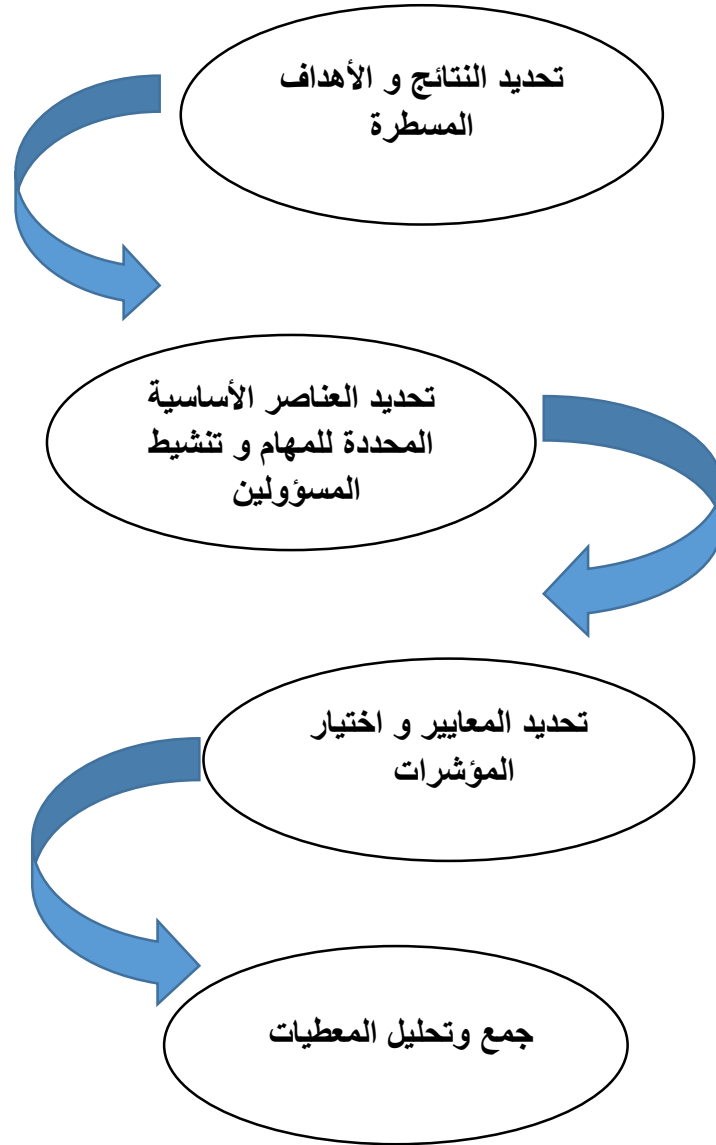 تحديد النتائج و الأهداف
المسطرة
تحديد العناصر الأساسية
المحددة للمهام و تنشيط
المسؤولين
تحديد المعايير و اختيار
المؤشرات
جمع وتحليل المعطيات